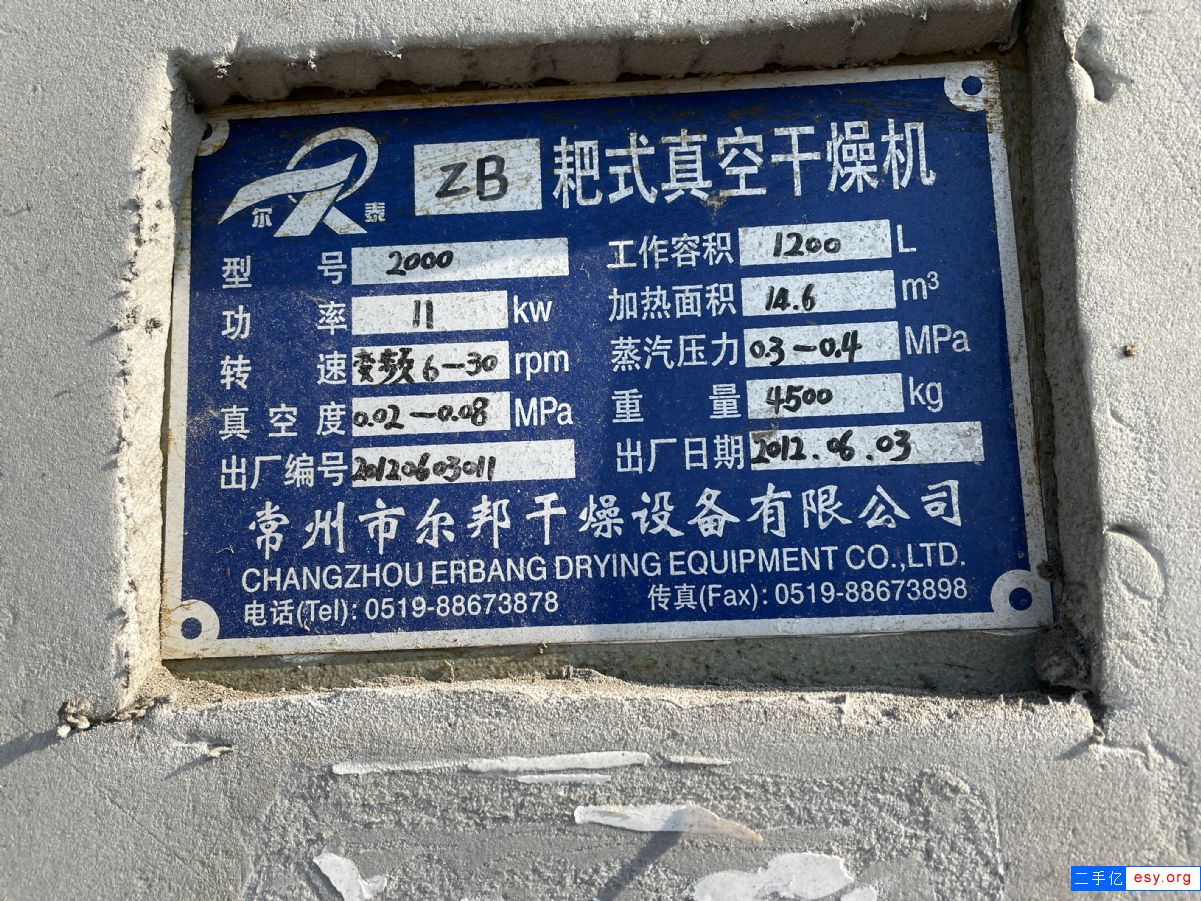 尔泰 ZB 耙式真空干燥机
型号 2000 工作容积 1200 L
功率 11 kw 加热面积 14.6 m³
转速 变频6-30 rpm 蒸汽压力 0.3-0.4 MPa
真空度 0.02-0.08 MPa 重量 4500 kg
出厂编号 20120603011 出厂日期 2012.06.03
常州市尔邦干燥设备有限公司
CHANGZHOU ERBANG DRYING EQUIPMENT CO.,LTD.
电话(Tel): 0519-88673878 传真(Fax): 0519-88673898
二手亿 esy.org